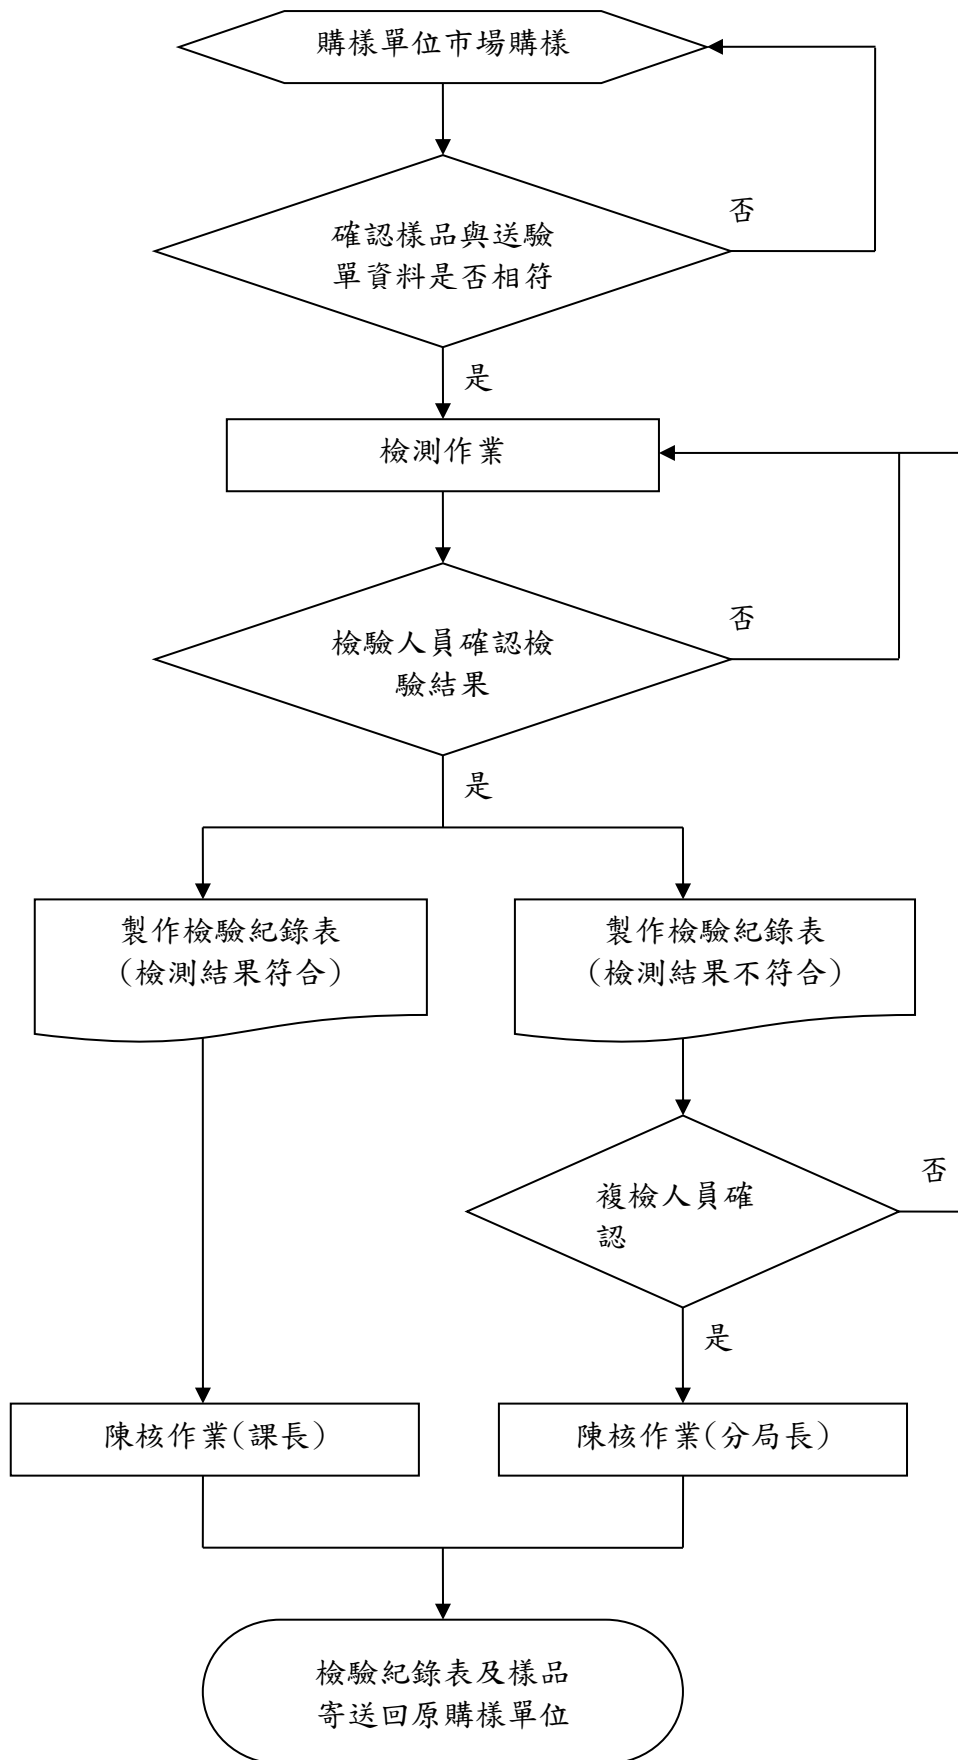 購樣單位市場購樣
否
確認樣品與送驗
單資料是否相符
是
檢測作業
否
檢驗人員確認檢
驗結果
是
製作檢驗紀錄表
(檢測結果符合)
製作檢驗紀錄表
(檢測結果不符合)
否
複檢人員確
認
是
陳核作業(課長)
陳核作業(分局長)
檢驗紀錄表及樣品
寄送回原購樣單位